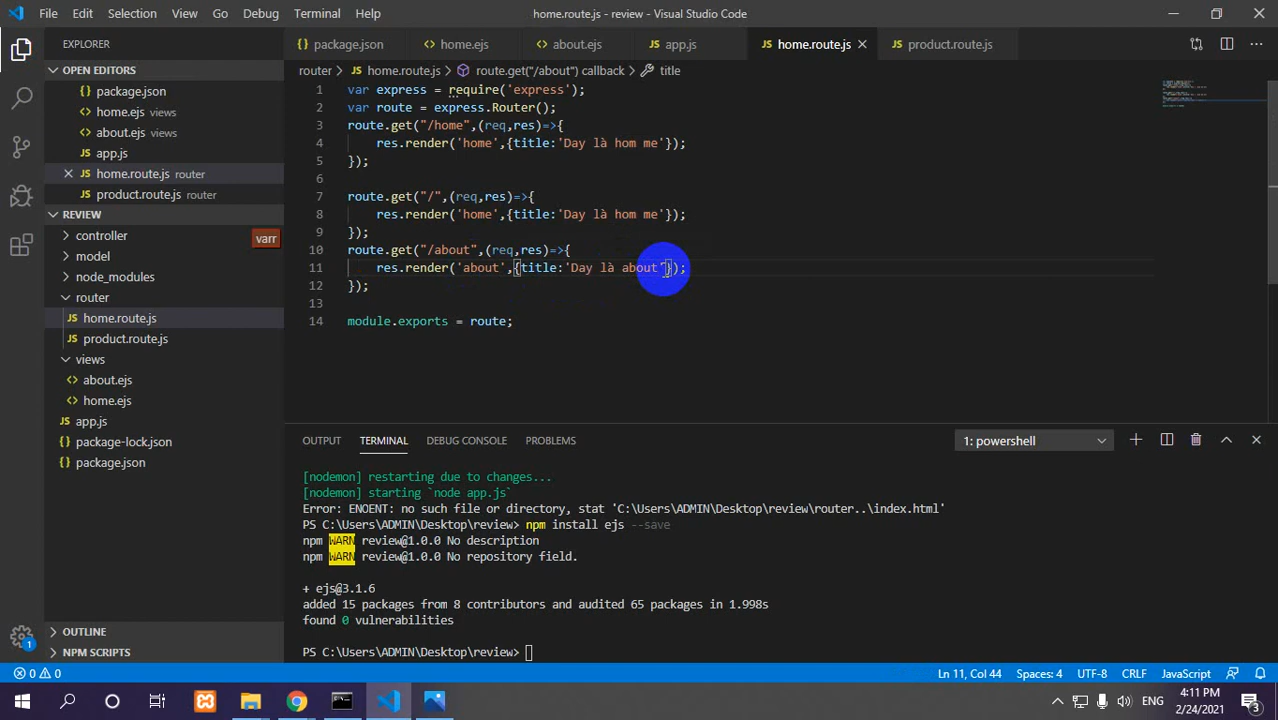 File Edit Selection View Go Debug Terminal Help home.route.js - review - Visual Studio Code
EXPLORER
package.json home.ejs about.ejs app.js home.route.js product.route.js
OPEN EDITORS
package.json
home.ejs views
about.ejs views
app.js
home.route.js router
product.route.js router
REVIEW
controller
varr
model
node_modules
router
home.route.js
product.route.js
views
about.ejs
home.ejs
app.js
package-lock.json
package.json
OUTLINE
NPM SCRIPTS
router > home.route.js > route.get("/about") callback > title
1 var express = require('express');
2 var route = express.Router();
3 route.get("/home",(req,res)=>{
4 res.render('home',{title:'Day là hom me'});
5 });
6
7 route.get("/",(req,res)=>{
8 res.render('home',{title:'Day là hom me'});
9 });
10 route.get("/about",(req,res)=>{
11 res.render('about',{title:'Day là about'});
12 });
13
14 module.exports = route;
OUTPUT TERMINAL DEBUG CONSOLE PROBLEMS 1: powershell
[nodemon] restarting due to changes...
[nodemon] starting `node app.js`
Error: ENOENT: no such file or directory, stat 'C:\Users\ADMIN\Desktop\review\router..\index.html'
PS C:\Users\ADMIN\Desktop\review> npm install ejs --save
npm WARN review@1.0.0 No description
npm WARN review@1.0.0 No repository field.
+ ejs@3.1.6
added 15 packages from 8 contributors and audited 65 packages in 1.998s
found 0 vulnerabilities
PS C:\Users\ADMIN\Desktop\review>
1
0 0 Ln 11, Col 44 Spaces: 4 UTF-8 CRLF JavaScript
ENG 4:11 PM
2/24/2021
3